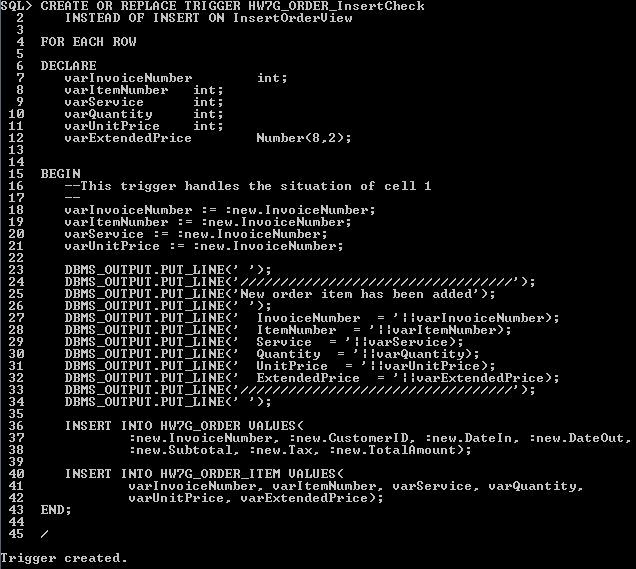 SQL> CREATE OR REPLACE TRIGGER HW7G_ORDER_InsertCheck
2 INSTEAD OF INSERT ON InsertOrderView
3
4 FOR EACH ROW
5
6 DECLARE
7 varInvoiceNumber int;
8 varItemNumber int;
9 varService int;
10 varQuantity int;
11 varUnitPrice int;
12 varExtendedPrice Number(8,2);
13
14
15 BEGIN
16 --This trigger handles the situation of cell 1
17 --
18 varInvoiceNumber := :new.InvoiceNumber;
19 varItemNumber := :new.InvoiceNumber;
20 varService := :new.InvoiceNumber;
21 varUnitPrice := :new.InvoiceNumber;
22
23 DBMS_OUTPUT.PUT_LINE(' ');
24 DBMS_OUTPUT.PUT_LINE('//////////////////////////////////');
25 DBMS_OUTPUT.PUT_LINE('New order item has been added');
26 DBMS_OUTPUT.PUT_LINE(' ');
27 DBMS_OUTPUT.PUT_LINE('  InvoiceNumber  = '||varInvoiceNumber);
28 DBMS_OUTPUT.PUT_LINE('  ItemNumber  = '||varItemNumber);
29 DBMS_OUTPUT.PUT_LINE('  Service  = '||varService);
30 DBMS_OUTPUT.PUT_LINE('  Quantity  = '||varQuantity);
31 DBMS_OUTPUT.PUT_LINE('  UnitPrice  = '||varUnitPrice);
32 DBMS_OUTPUT.PUT_LINE('  ExtendedPrice  = '||varExtendedPrice);
33 DBMS_OUTPUT.PUT_LINE('//////////////////////////////////');
34 DBMS_OUTPUT.PUT_LINE(' ');
35
36 INSERT INTO HW7G_ORDER VALUES(
37 :new.InvoiceNumber, :new.CustomerID, :new.DateIn, :new.DateOut,
38 :new.Subtotal, :new.Tax, :new.TotalAmount);
39
40 INSERT INTO HW7G_ORDER_ITEM VALUES(
41 varInvoiceNumber, varItemNumber, varService, varQuantity,
42 varUnitPrice, varExtendedPrice);
43 END;
44
45 /
Trigger created.